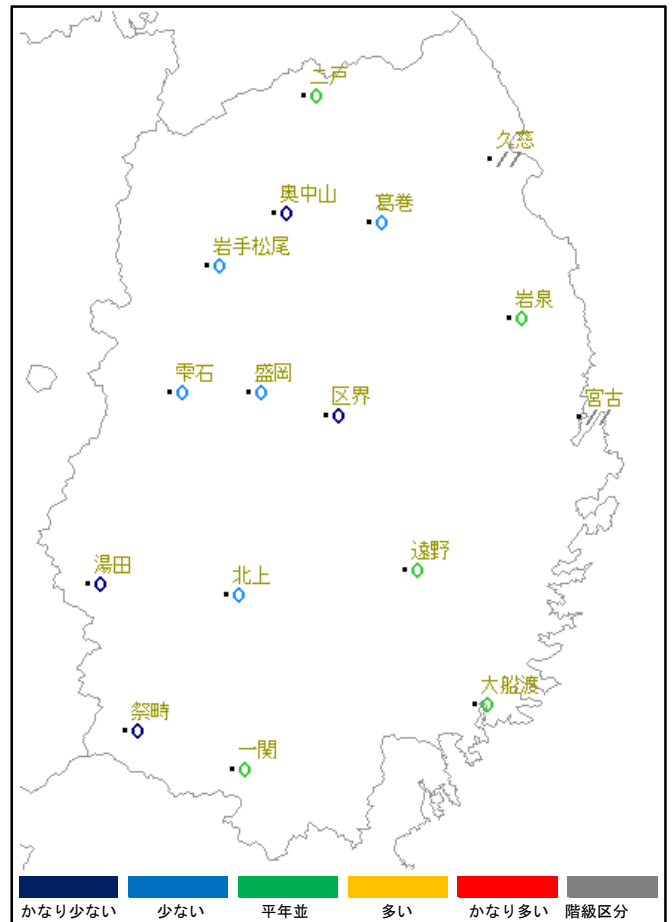 二戸
久慈
奥中山
葛巻
岩手松尾
岩泉
雫石
盛岡
区界
宮古
湯田
北上
遠野
大船渡
祭畤
一関
かなり少ない 少ない 平年並 多い かなり多い 階級区分